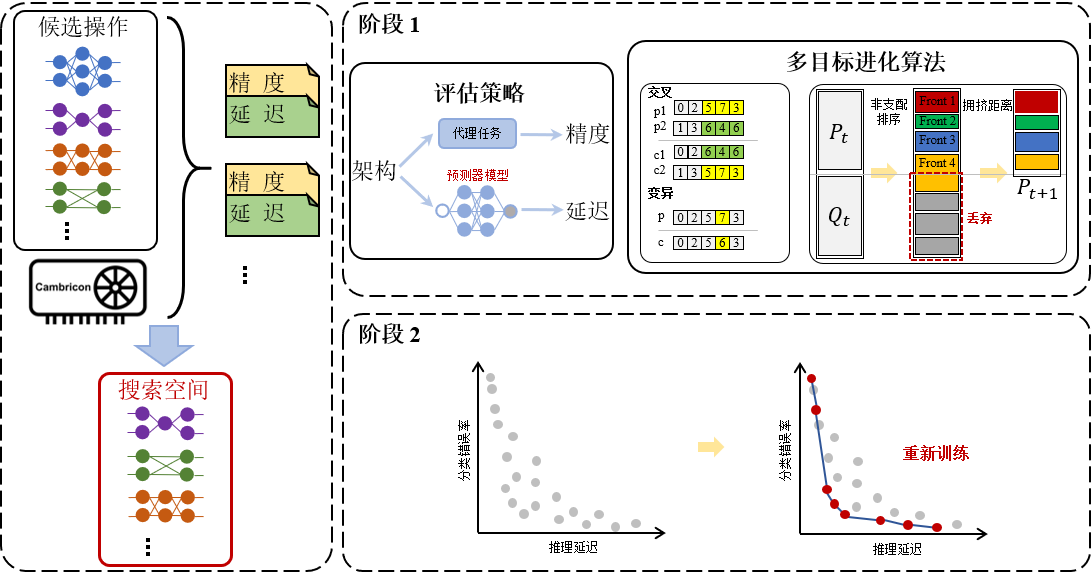 候选操作
精 度
延 迟
精 度
延 迟
Cambricon
搜索空间
阶段 1
评估策略
架构
代理任务
精度
预测器模型
延迟
多目标进化算法
交叉
p1 0 2 5 7 3
p2 1 3 6 4 6
c1 0 2 6 4 6
c2 1 3 5 7 3
变异
p 0 2 5 7 3
c 0 2 5 6 3
Pt
Qt
非支配
排序
Front 1
Front 2
Front 3
Front 4
拥挤距离
丢弃
Pt+1
阶段 2
分类错误率
推理延迟
分类错误率
推理延迟
重新训练